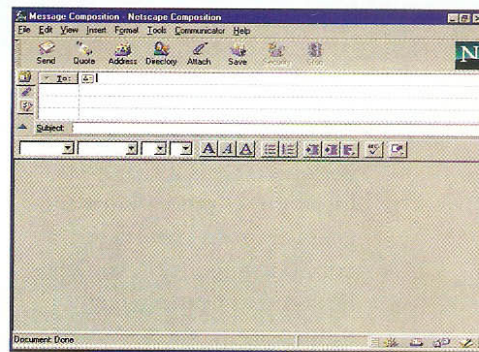 Message Composition - Netscape Composition
File Edit View Insert Format Tools Communicator Help
Send Quote Address Directory Attach Save Security Stop
N
To:
Subject:
A A A
Document: Done